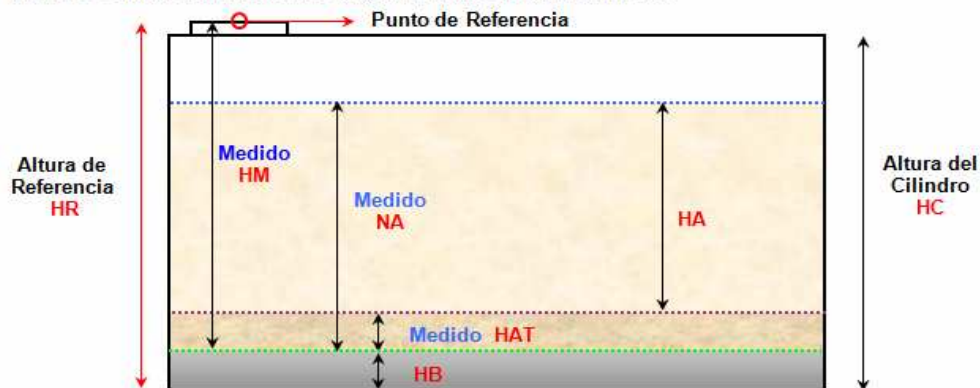 Punto de Referencia
Altura de
Referencia
HR
Medido
HM
Medido
NA
HA
Altura del
Cilindro
HC
Medido HAT
HB